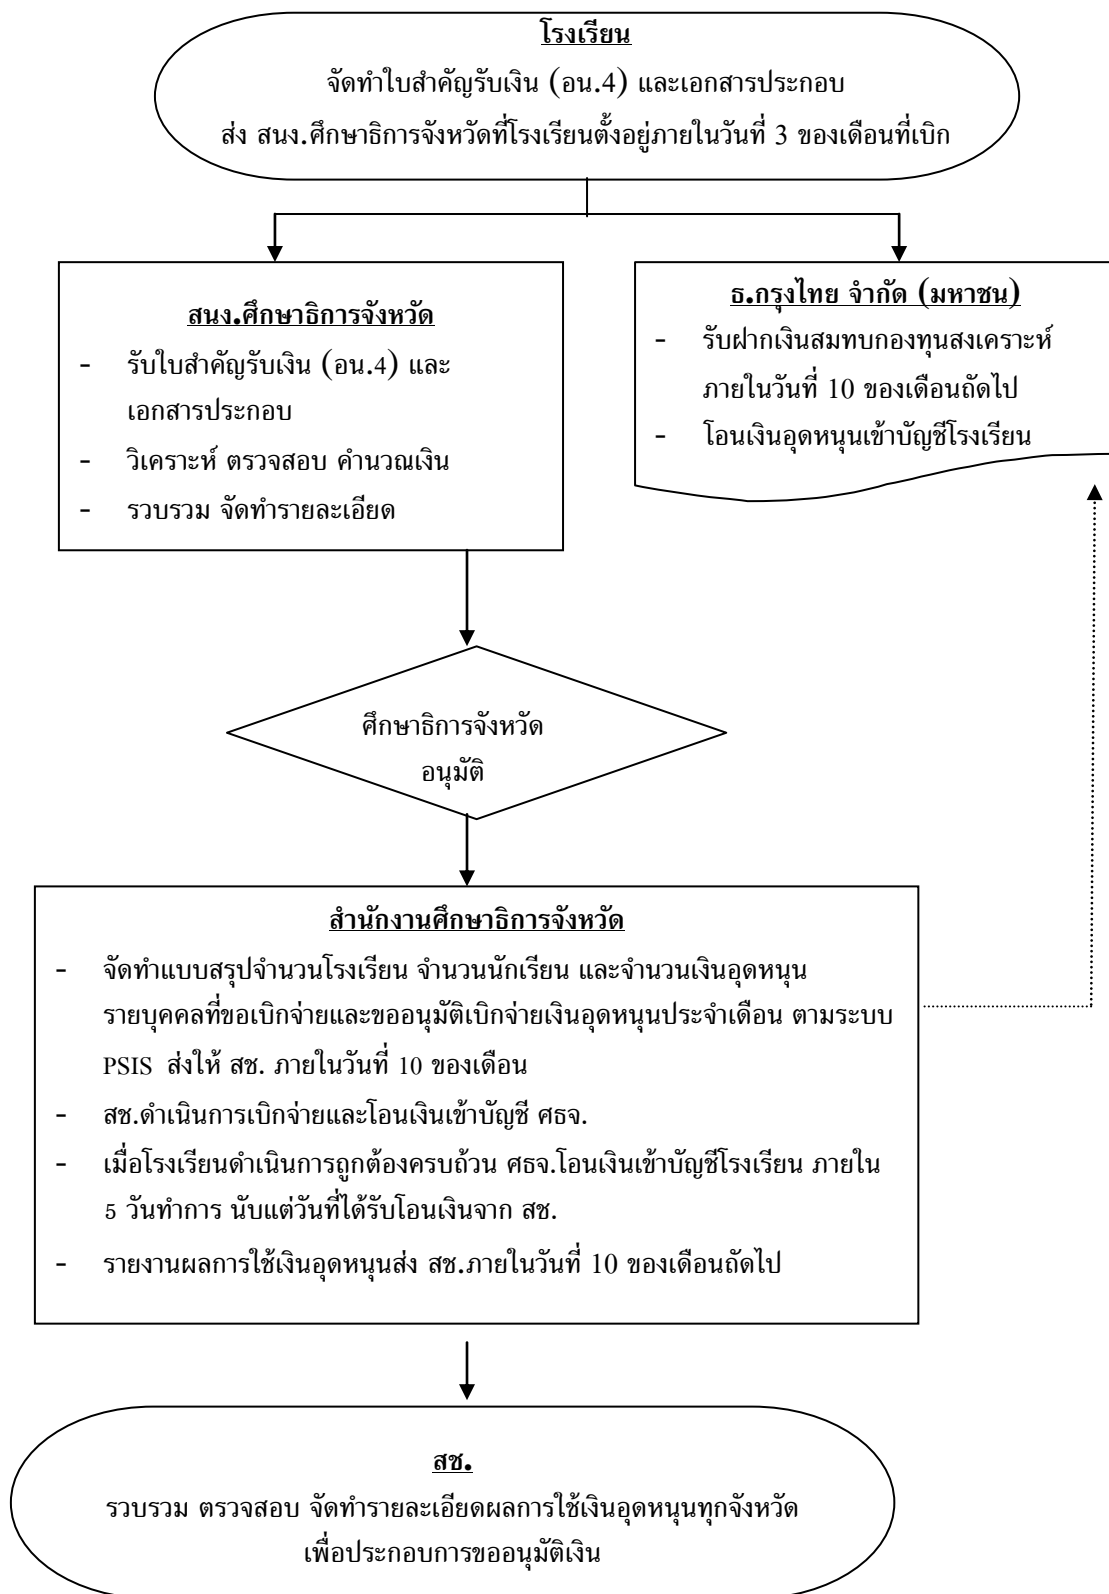 โรงเรียน
จัดทำใบสำคัญรับเงิน (อน.4) และเอกสารประกอบ
ส่ง สนง.ศึกษาธิการจังหวัดที่โรงเรียนตั้งอยู่ภายในวันที่ 3 ของเดือนที่เบิก
สนง.ศึกษาธิการจังหวัด
- รับใบสำคัญรับเงิน (อน.4) และ
เอกสารประกอบ
- วิเคราะห์ ตรวจสอบ คำนวณเงิน
- รวบรวม จัดทำรายละเอียด
ธ.กรุงไทย จำกัด (มหาชน)
- รับฝากเงินสมทบกองทุนสงเคราะห์
ภายในวันที่ 10 ของเดือนถัดไป
- โอนเงินอุดหนุนเข้าบัญชีโรงเรียน
ศึกษาธิการจังหวัด
อนุมัติ
สำนักงานศึกษาธิการจังหวัด
- จัดทำแบบสรุปจำนวนโรงเรียน จำนวนนักเรียน และจำนวนเงินอุดหนุน
รายบุคคลที่ขอเบิกจ่ายและขออนุมัติเบิกจ่ายเงินอุดหนุนประจำเดือน ตามระบบ
PSIS ส่งให้ สช. ภายในวันที่ 10 ของเดือน
- สช.ดำเนินการเบิกจ่ายและโอนเงินเข้าบัญชี ศธจ.
- เมื่อโรงเรียนดำเนินการถูกต้องครบถ้วน ศธจ.โอนเงินเข้าบัญชีโรงเรียน ภายใน
5 วันทำการ นับแต่วันที่ได้รับโอนเงินจาก สช.
- รายงานผลการใช้เงินอุดหนุนส่ง สช.ภายในวันที่ 10 ของเดือนถัดไป
สช.
รวบรวม ตรวจสอบ จัดทำรายละเอียดผลการใช้เงินอุดหนุนทุกจังหวัด
เพื่อประกอบการขออนุมัติเงิน